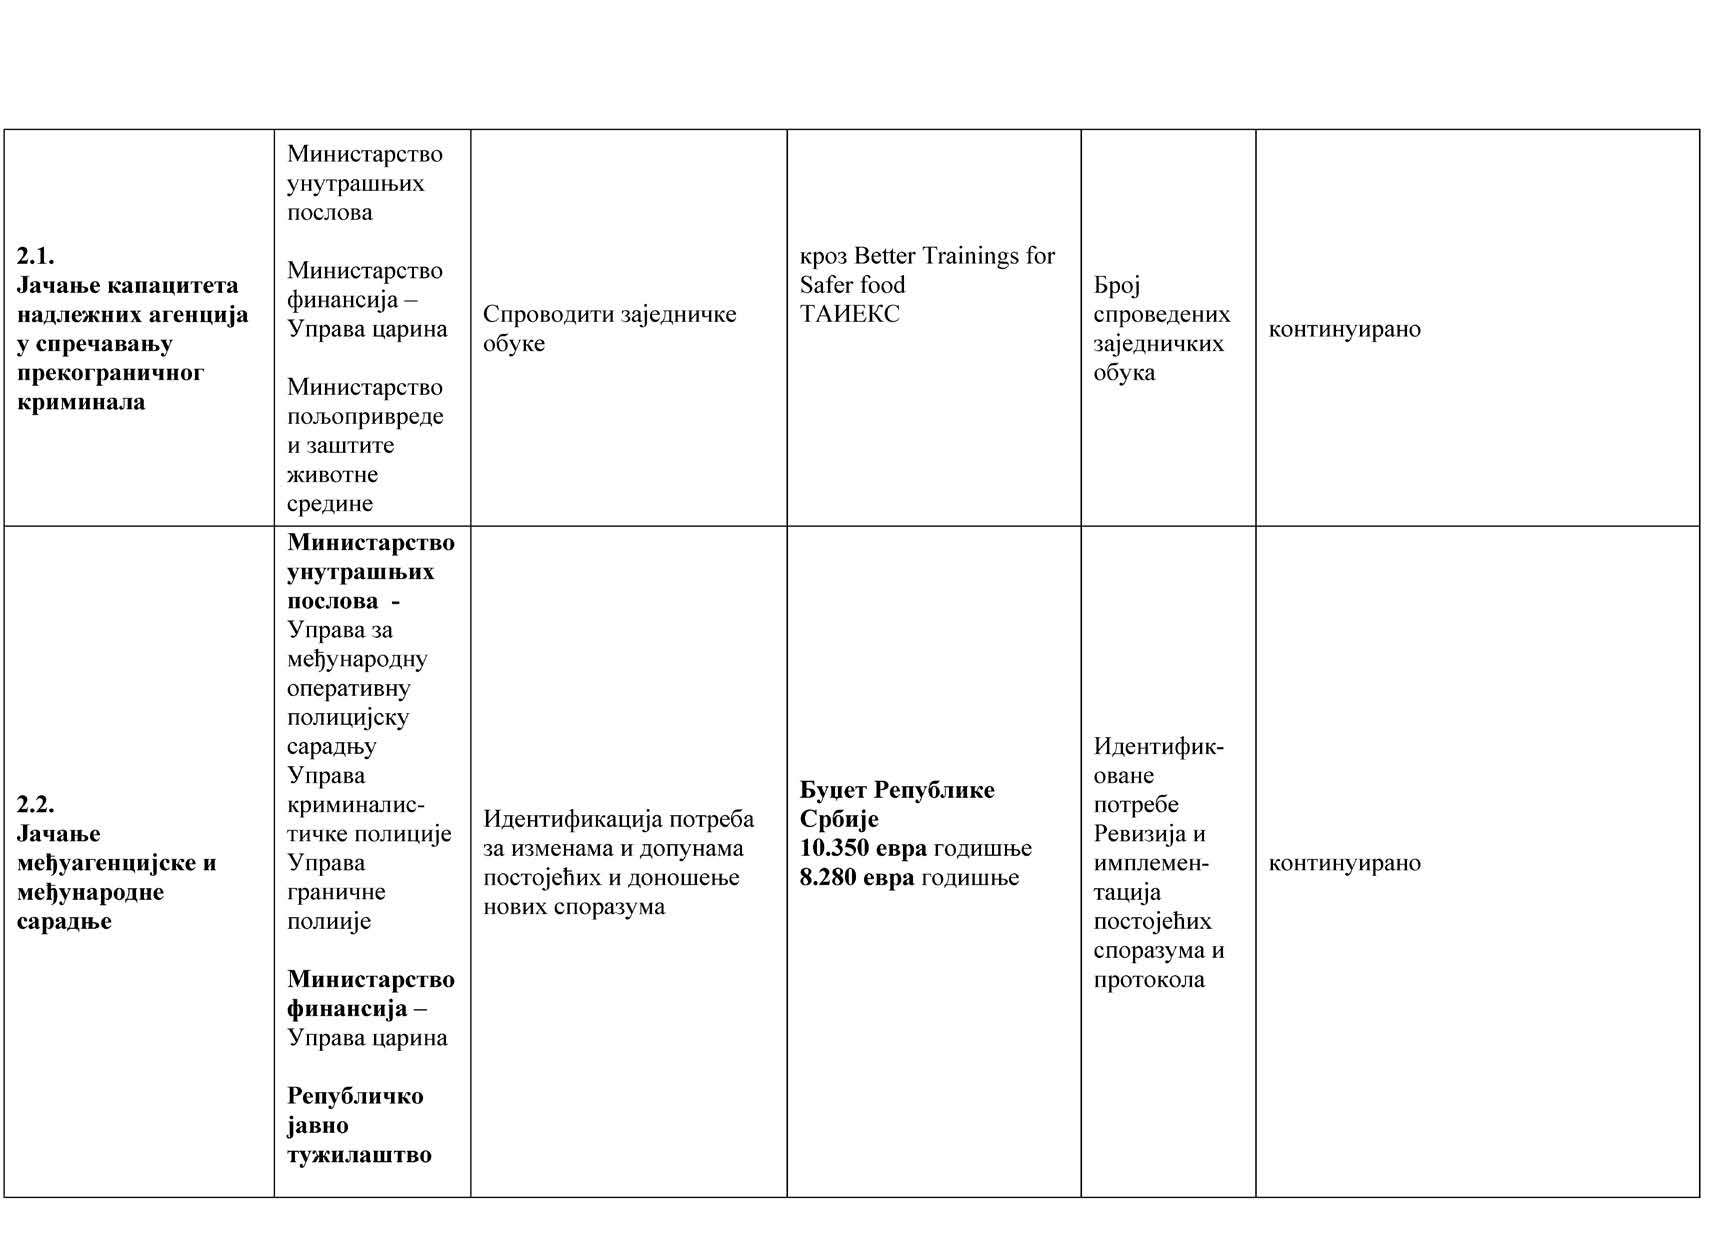 2.1.
Јачање капацитета
надлежних агенција
у спречавању
прекограничног
криминала
Министарство
унутрашњих
послова
Министарство
финансија –
Управа царина
Министарство
пољопривреде
и заштите
животне
средине
Спроводити заједничке
обуке
кроз Better Trainings for
Safer food
ТАИЕКС
Број
спроведених
заједничких
обука
континуирано
2.2.
Јачање
међуагенцијске и
међународне
сарадње
Министарство
унутрашњих
послова -
Управа за
међународну
оперативну
полицијску
сарадњу
Управа
криминалис-
тичке полиције
Управа
граничне
полиије
Министарство
финансија –
Управа царина
Републичко
јавно
тужилаштво
Идентификација потреба
за изменама и допунама
постојећих и доношење
нових споразума
Буџет Републике
Србије
10.350 евра годишње
8.280 евра годишње
Идентифик-
оване
потребе
Ревизија и
имплемен-
тација
постојећих
споразума и
протокола
континуирано